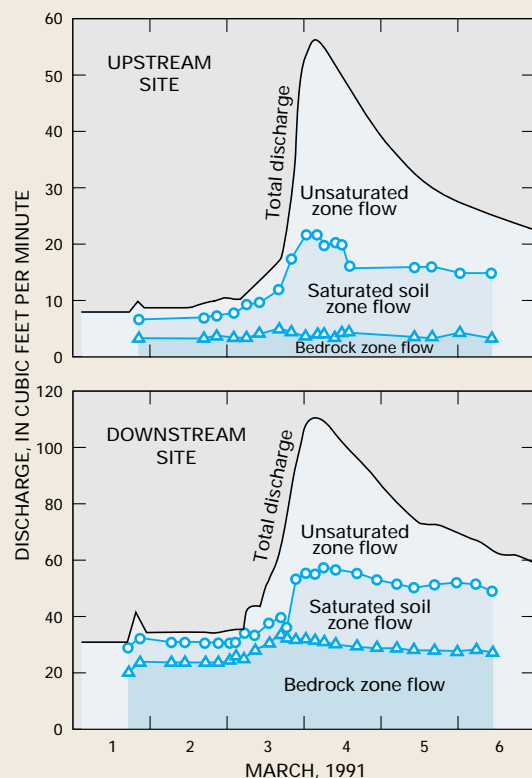 DISCHARGE, IN CUBIC FEET PER MINUTE
60
50
40
30
20
10
0
UPSTREAM
SITE
Total discharge
Unsaturated
zone flow
Saturated soil
zone flow
Bedrock zone flow
120
100
80
60
40
20
0
DOWNSTREAM
SITE
Total discharge
Unsaturated
zone flow
Saturated soil
zone flow
Bedrock zone flow
1 2 3 4 5 6
MARCH, 1991